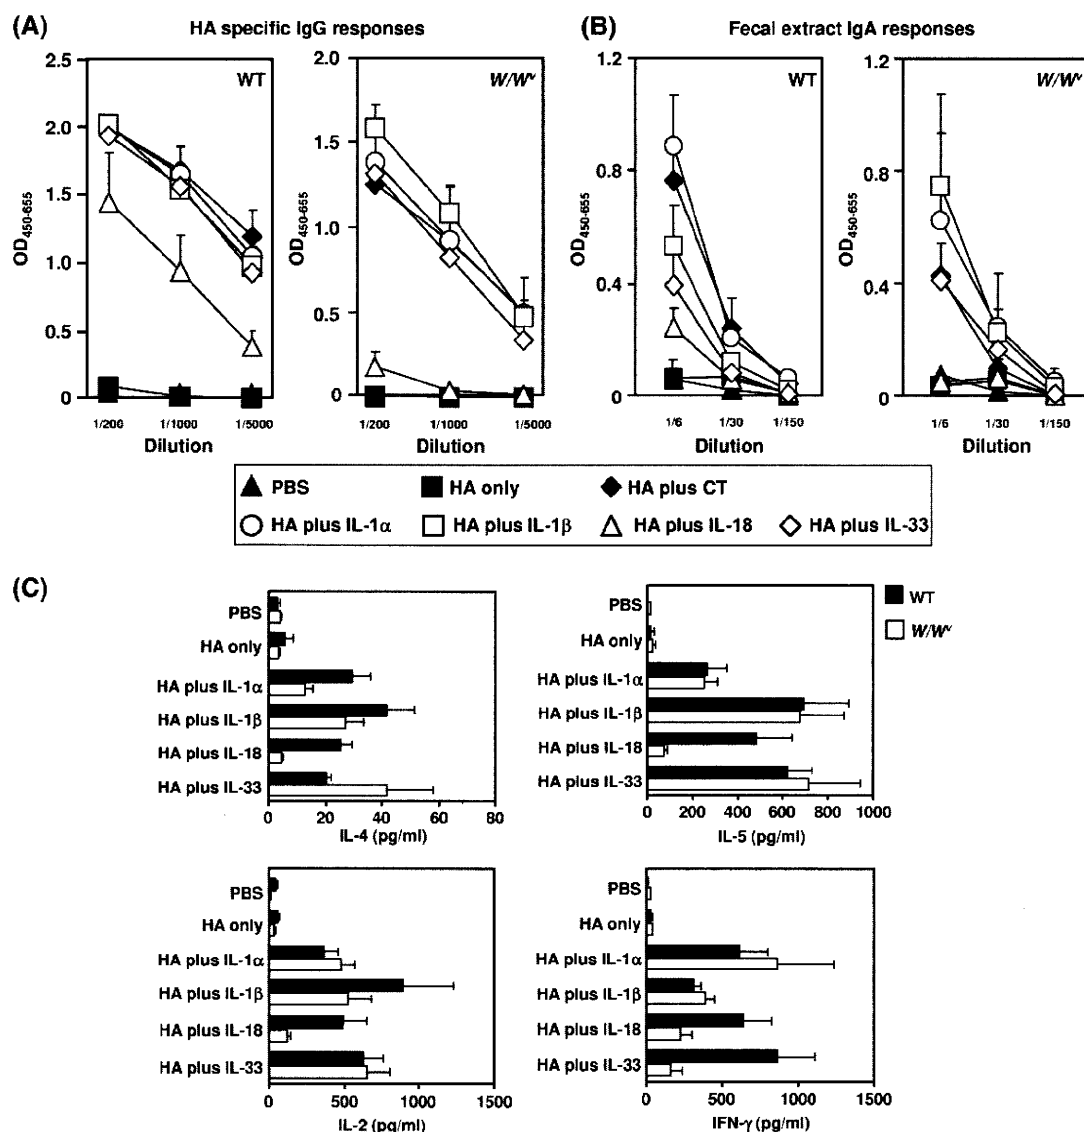 (A) HA specific IgG responses
WT
OD450-655
2.5
2.0
1.5
1.0
0.5
0
1/200 1/1000 1/5000
Dilution
W/Wv
OD450-655
2.0
1.5
1.0
0.5
0
1/200 1/1000 1/5000
Dilution
(B) Fecal extract IgA responses
WT
OD450-655
1.2
0.8
0.4
0
1/6 1/30 1/150
Dilution
W/Wv
OD450-655
1.2
0.8
0.4
0
1/6 1/30 1/150
Dilution
PBS HA only HA plus CT
HA plus IL-1α HA plus IL-1β HA plus IL-18 HA plus IL-33
(C)
PBS
HA only
HA plus IL-1α
HA plus IL-1β
HA plus IL-18
HA plus IL-33
0 20 40 60 80
IL-4 (pg/ml)
PBS
HA only
HA plus IL-1α
HA plus IL-1β
HA plus IL-18
HA plus IL-33
0 200 400 600 800 1000
IL-5 (pg/ml)
WT
W/Wv
PBS
HA only
HA plus IL-1α
HA plus IL-1β
HA plus IL-18
HA plus IL-33
0 500 1000 1500
IL-2 (pg/ml)
PBS
HA only
HA plus IL-1α
HA plus IL-1β
HA plus IL-18
HA plus IL-33
0 500 1000 1500
IFN-γ (pg/ml)